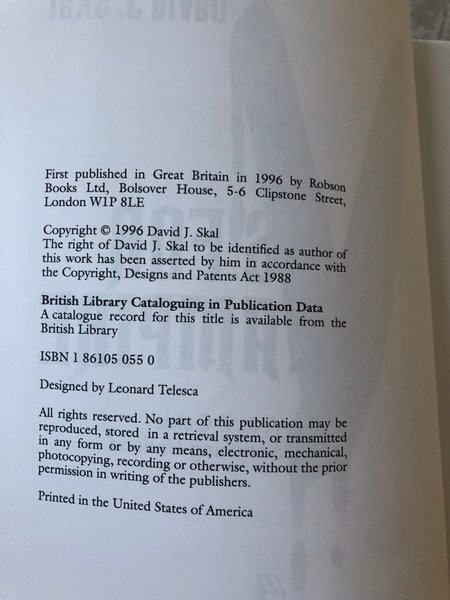 David J. Skal
First published in Great Britain in 1996 by Robson
Books Ltd, Bolsover House, 5-6 Clipstone Street,
London W1P 8LE
Copyright © 1996 David J. Skal
The right of David J. Skal to be identified as author of
this work has been asserted by him in accordance with
the Copyright, Designs and Patents Act 1988
British Library Cataloguing in Publication Data
A catalogue record for this title is available from the
British Library
ISBN 1 86105 055 0
Designed by Leonard Telesca
All rights reserved. No part of this publication may be
reproduced, stored in a retrieval system, or transmitted
in any form or by any means, electronic, mechanical,
photocopying, recording or otherwise, without the prior
permission in writing of the publishers.
Printed in the United States of America